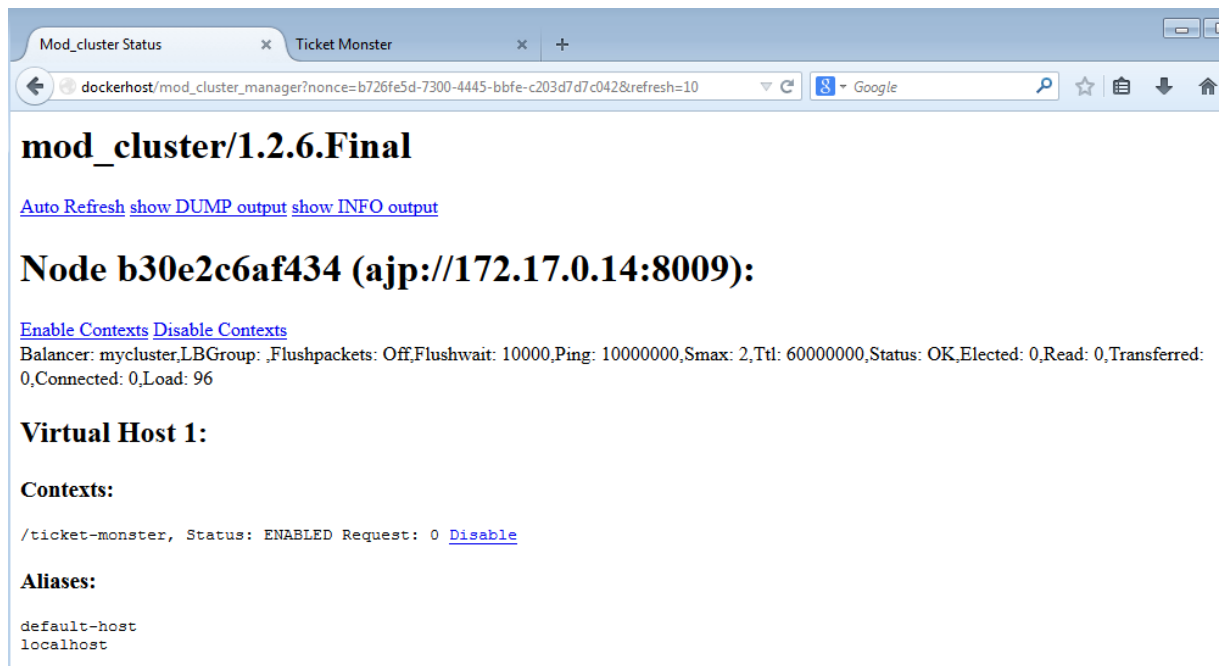 Mod_cluster Status
Ticket Monster
dockerhost/mod_cluster_manager?nonce=b726fe5d-7300-4445-bbfe-c203d7d7c042&refresh=10
8
Google
mod_cluster/1.2.6.Final
Auto Refresh show DUMP output show INFO output
Node b30e2c6af434 (ajp://172.17.0.14:8009):
Enable Contexts Disable Contexts
Balancer: mycluster,LBGroup: ,Flushpackets: Off,Flushwait: 10000,Ping: 10000000,Smax: 2,Ttl: 60000000,Status: OK,Elected: 0,Read: 0,Transferred:
0,Connected: 0,Load: 96
Virtual Host 1:
Contexts:
/ticket-monster, Status: ENABLED Request: 0 Disable
Aliases:
default-host
localhost